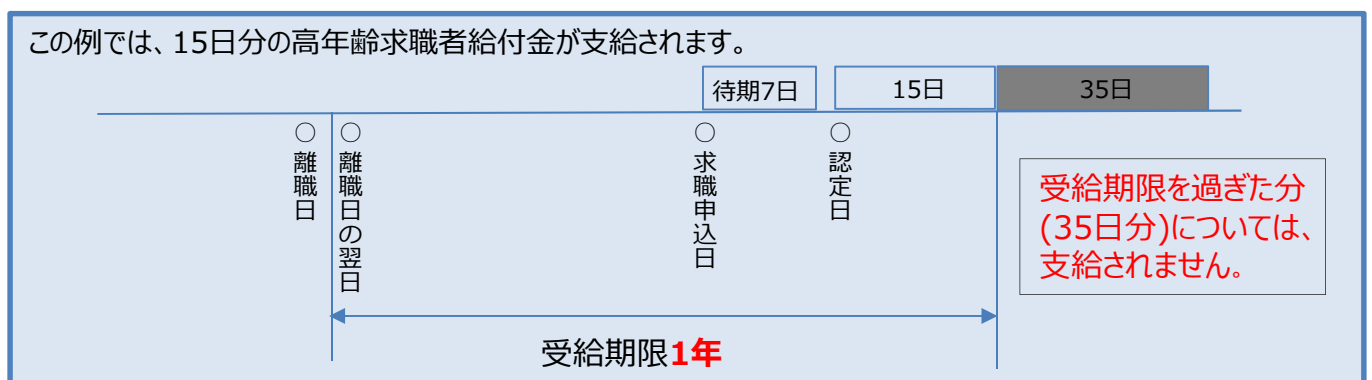 この例では、15日分の高年齢求職者給付金が支給されます。
待期7日
15日
35日
○離職日
○離職日の翌日
○求職申込日
○認定日
受給期限を過ぎた分
(35日分)については、
支給されません。
受給期限1年